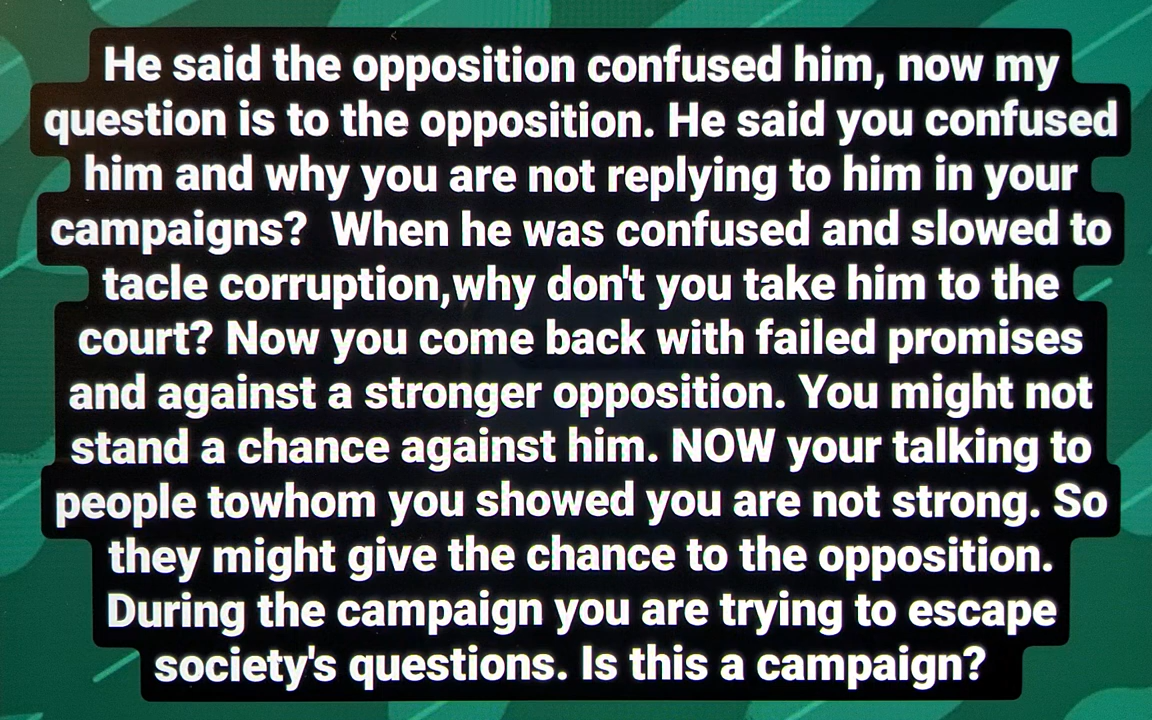 He said the opposition confused him, now my
question is to the opposition. He said you confused
him and why you are not replying to him in your
campaigns?  When he was confused and slowed to
tacle corruption,why don't you take him to the
court? Now you come back with failed promises
and against a stronger opposition. You might not
stand a chance against him. NOW your talking to
people towhom you showed you are not strong. So
they might give the chance to the opposition.
During the campaign you are trying to escape
society's questions. Is this a campaign?